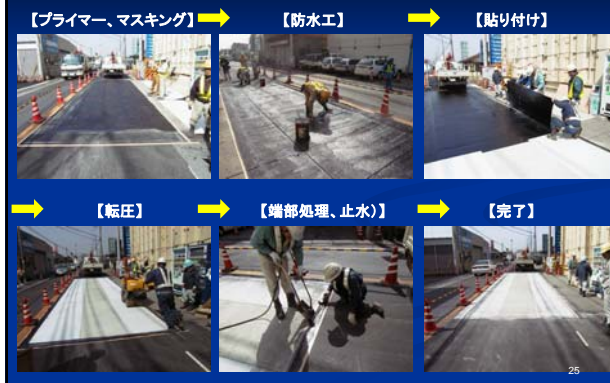 【プライマー、マスキング】
【防水工】
【貼り付け】
【転圧】
【端部処理、止水）】
【完了】
25